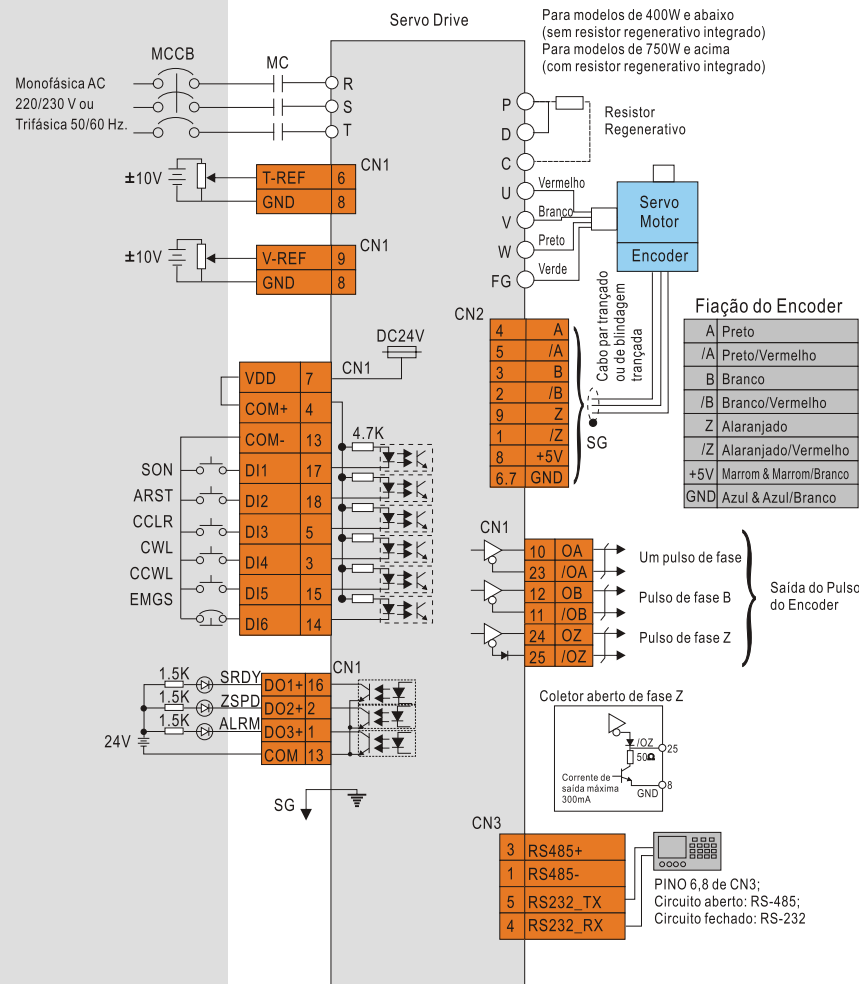 Servo Drive
Para modelos de 400W e abaixo
(sem resistor regenerativo integrado)
Para modelos de 750W e acima
(com resistor regenerativo integrado)
MCCB
MC
Monofásica AC
220/230 V ou
Trifásica 50/60 Hz.
R
S
T
P
D
C
U
V
W
FG
Resistor
Regenerativo
Vermelho
Branco
Preto
Verde
Servo
Motor
Encoder
±10V
CN1
T-REF 6
GND 8
±10V
CN1
V-REF 9
GND 8
CN2
4 A
5 /A
3 B
2 /B
9 Z
1 /Z
8 +5V
6.7 GND
Cabo par trançado
ou de blindagem
trançada
SG
Fiação do Encoder
A Preto
/A Preto/Vermelho
B Branco
/B Branco/Vermelho
Z Alaranjado
/Z Alaranjado/Vermelho
+5V Marrom & Marrom/Branco
GND Azul & Azul/Branco
DC24V
CN1
VDD 7
COM+ 4
COM- 13
DI1 17
DI2 18
DI3 5
DI4 3
DI5 15
DI6 14
4.7K
SON
ARST
CCLR
CWL
CCWL
EMGS
CN1
10 OA
23 /OA
12 OB
11 /OB
24 OZ
25 /OZ
Um pulso de fase
Pulso de fase B
Pulso de fase Z
Saída do Pulso
do Encoder
CN1
1.5K SRDY DO1+ 16
1.5K ZSPD DO2+ 2
1.5K ALRM DO3+ 1
24V
COM 13
SG
Coletor aberto de fase Z
/OZ
25
50Ω
Corrente de
saída máxima
300mA
GND
8
CN3
3 RS485+
1 RS485-
5 RS232_TX
4 RS232_RX
PINO 6,8 de CN3;
Circuito aberto: RS-485;
Circuito fechado: RS-232